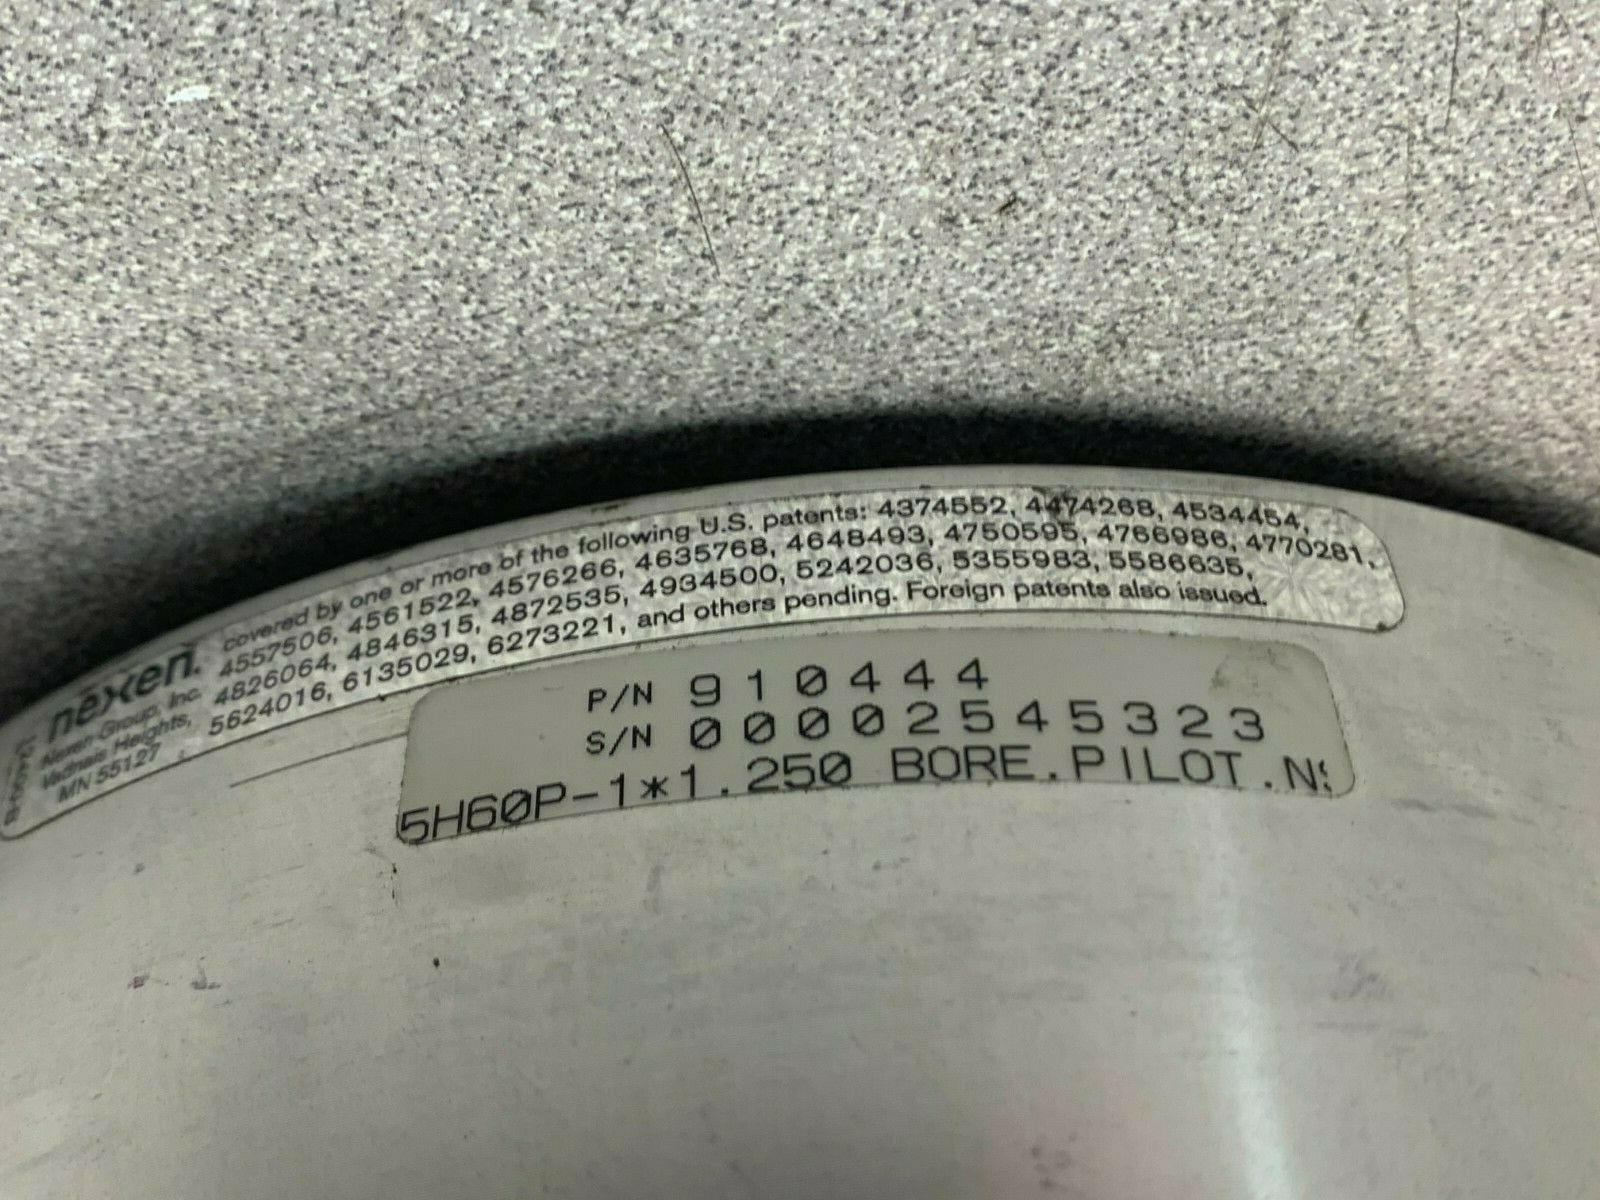 nexen.
Nexen Group, Inc.
Vadnais Heights,
MN 55127
covered by one or more of the following U.S. patents: 4374552, 4474268, 4534454,
4557506, 4561522, 4576266, 4635768, 4648493, 4750595, 4766986, 4770281,
4826064, 4846315, 4872535, 4934500, 5242036, 5355983, 5586635,
5624016, 6135029, 6273221, and others pending. Foreign patents also issued.
P/N 910444
S/N 00002545323
5H60P-1*1.250 BORE.PILOT.